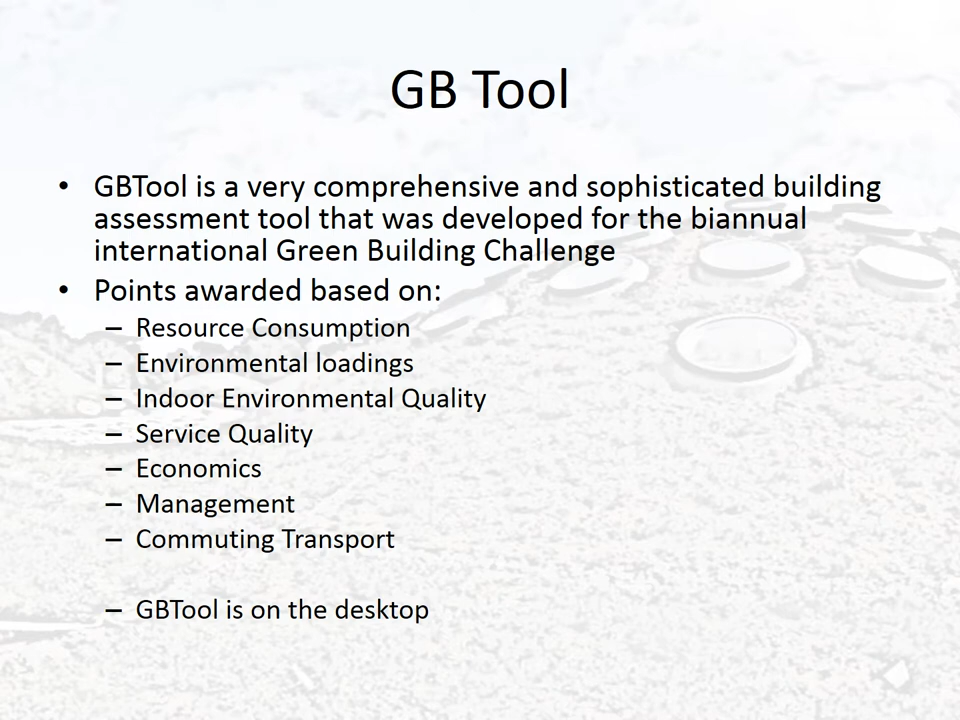 GB Tool
• GBTool is a very comprehensive and sophisticated building
assessment tool that was developed for the biannual
international Green Building Challenge
• Points awarded based on:
– Resource Consumption
– Environmental loadings
– Indoor Environmental Quality
– Service Quality
– Economics
– Management
– Commuting Transport
– GBTool is on the desktop